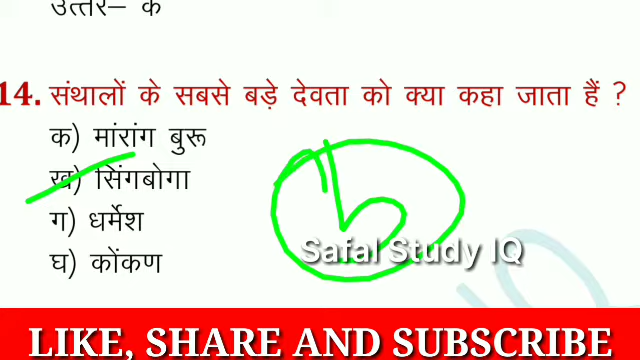 उत्तर– क
14. संथालों के सबसे बड़े देवता को क्या कहा जाता हैं ?
क) मांरांग बुरू
ख) सिंगबोगा
ग) धर्मेश
घ) कोंकण
b
Safal Study IQ
LIKE, SHARE AND SUBSCRIBE